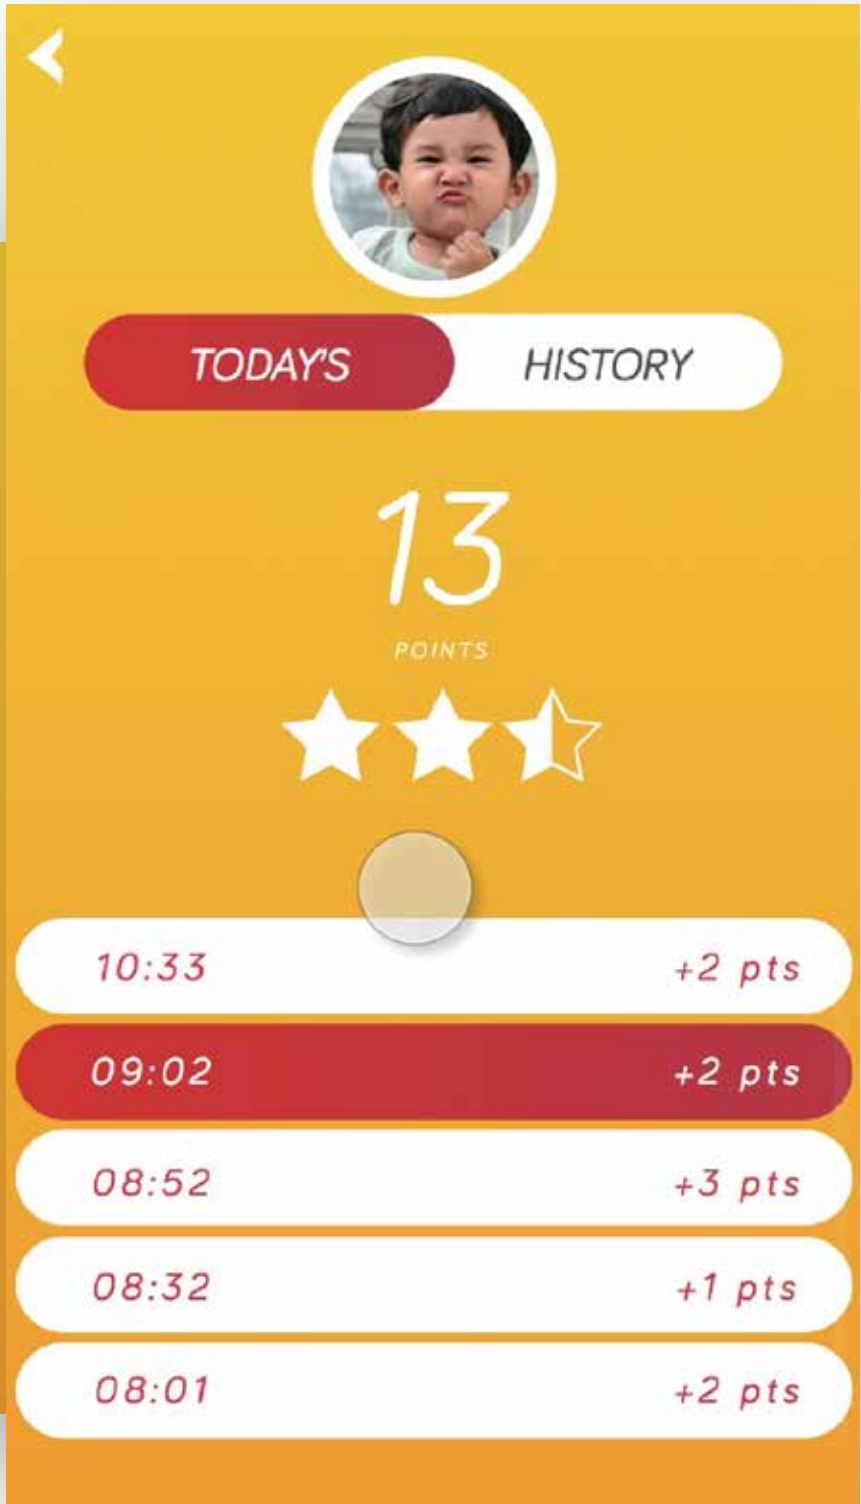 TODAY'S HISTORY
13
POINTS
10:33 +2 pts
09:02 +2 pts
08:52 +3 pts
08:32 +1 pts
08:01 +2 pts